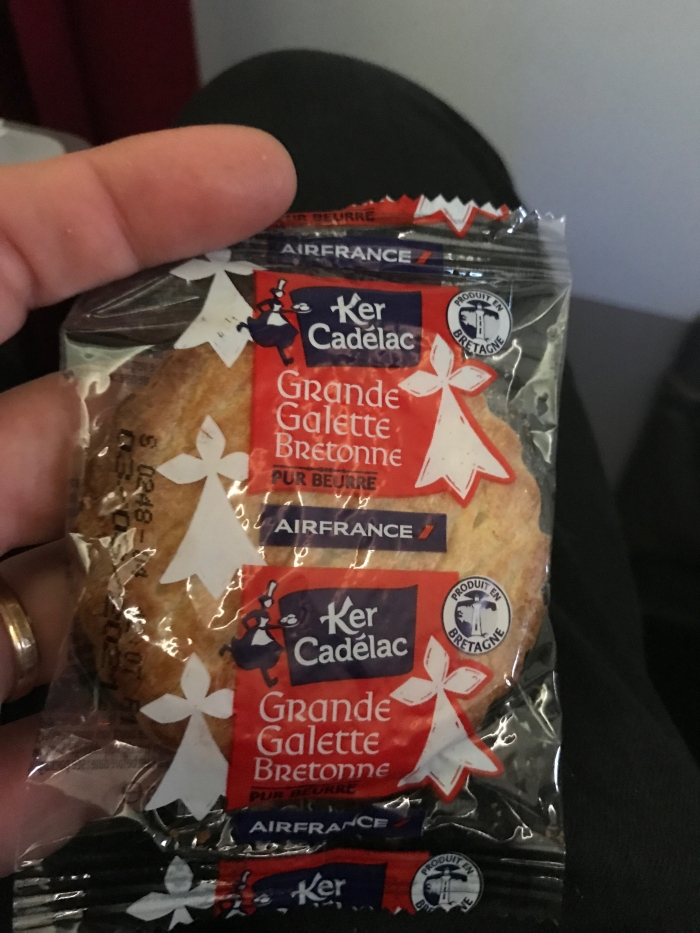 PUR BEURRE
AIRFRANCE
Ker
Cadélac
PRODUIT EN
BRETAGNE
Grande
Galette
Bretonne
PUR BEURRE
AIRFRANCE
Ker
Cadélac
PRODUIT EN
BRETAGNE
Grande
Galette
Bretonne
PUR BEURRE
AIRFRANCE
Ker
PRODUIT EN